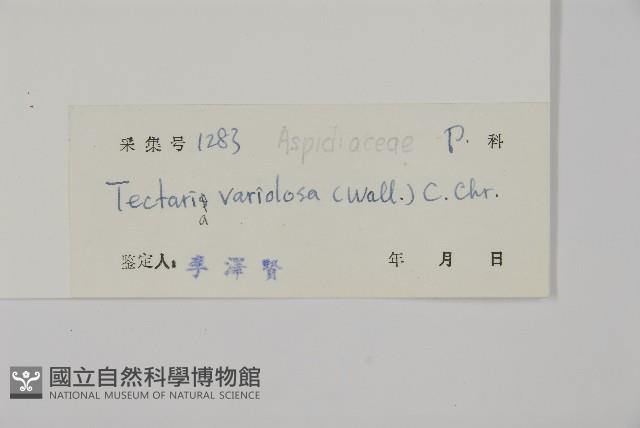 采集号 1283 Aspidiaceae P. 科
Tectaria variolosa (Wall.) C. Chr.
a
鉴定人: 李澤賢 年 月 日
國立自然科學博物館
NATIONAL MUSEUM OF NATURAL SCIENCE